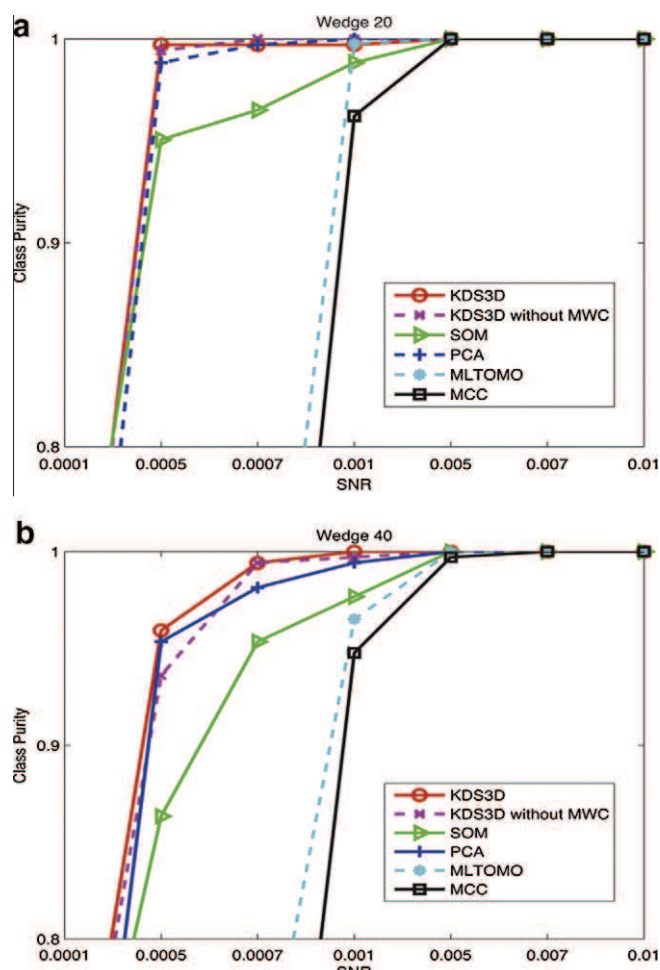 a
Wedge 20
1
0.9
0.8
Class Purity
KDS3D
KDS3D without MWC
SOM
PCA
MLTOMO
MCC
0.0001 0.0005 0.0007 0.001 0.005 0.007 0.01
SNR
b
Wedge 40
1
0.9
0.8
Class Purity
KDS3D
KDS3D without MWC
SOM
PCA
MLTOMO
MCC
0.0001 0.0005 0.0007 0.001 0.005 0.007 0.01
SNR